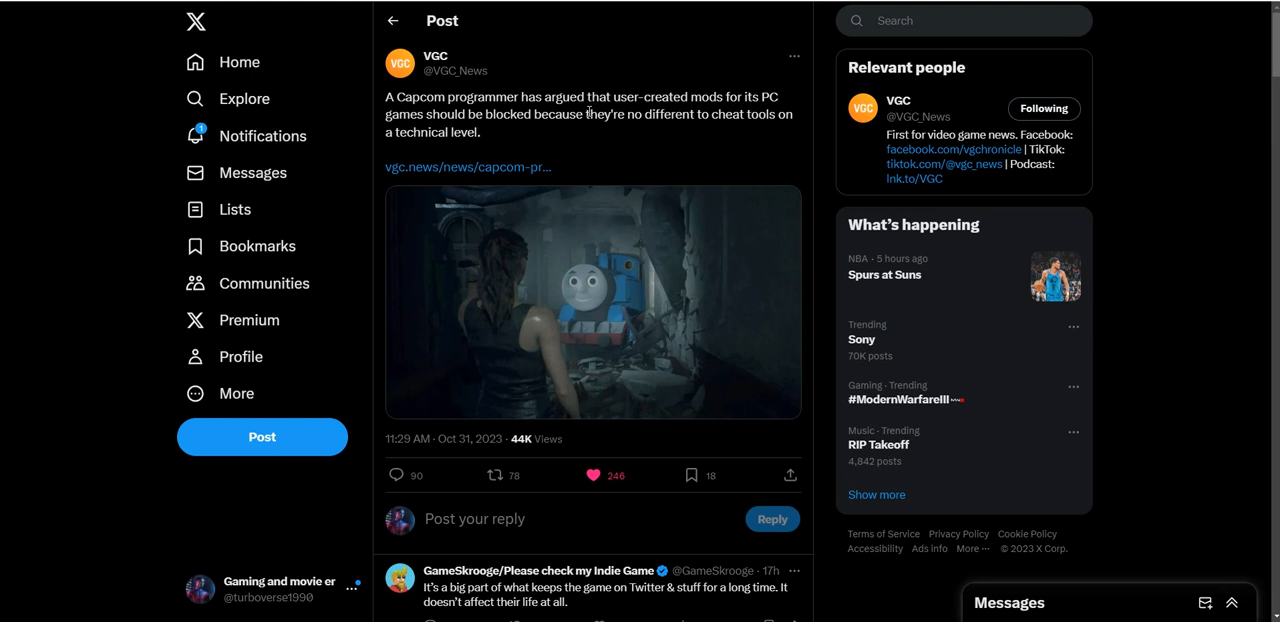 Post
Search
Home
Explore
1
Notifications
Messages
Lists
Bookmarks
Communities
Premium
Profile
More
Post
Gaming and movie er
@turboverse1990
VGC
VGC
@VGC_News
A Capcom programmer has argued that user-created mods for its PC
games should be blocked because they're no different to cheat tools on
a technical level.
vgc.news/news/capcom-pr...
11:29 AM · Oct 31, 2023 · 44K Views
90
78
246
18
Post your reply
Reply
GameSkrooge/Please check my Indie Game @GameSkrooge · 17h
It's a big part of what keeps the game on Twitter & stuff for a long time. It
doesn't affect their life at all.
Relevant people
VGC
VGC
@VGC_News
Following
First for video game news. Facebook:
facebook.com/vgchronicle | TikTok:
tiktok.com/@vgc_news | Podcast:
lnk.to/VGC
What's happening
NBA · 5 hours ago
Spurs at Suns
Trending
Sony
70K posts
Gaming · Trending
#ModernWarfareIII
Music · Trending
RIP Takeoff
4,842 posts
Show more
Terms of Service Privacy Policy Cookie Policy
Accessibility Ads info More ··· © 2023 X Corp.
Messages